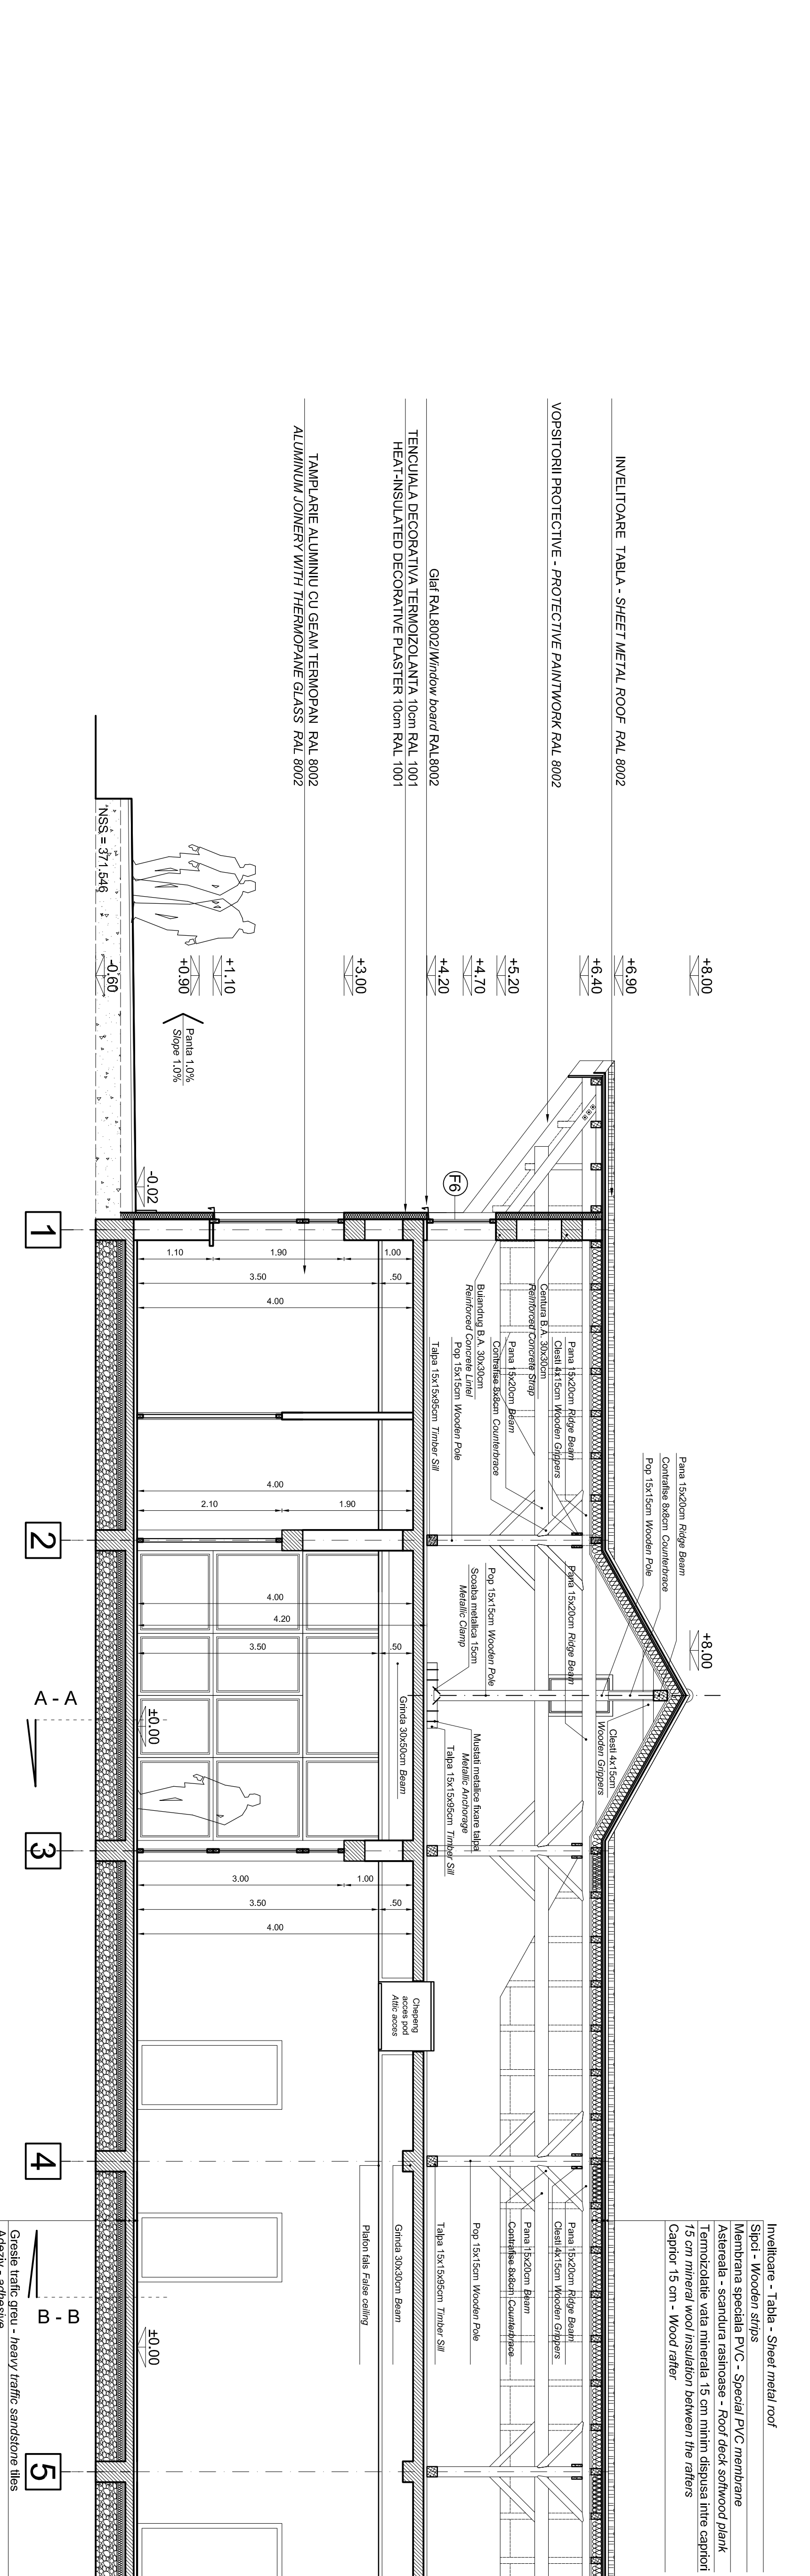 Invelitoare - Tabla - Sheet metal roof
Sipci - Wooden strips
Membrana speciala PVC - Special PVC membrane
Astereala - scandura rasinoase - Roof deck softwood plank
Termoizolatie vata minerala 15 cm minim dispusa intre capriori
15 cm mineral wool insulation between the rafters
Caprior 15 cm - Wood rafter
INVELITOARE TABLA - SHEET METAL ROOF RAL 8002
VOPSITORII PROTECTIVE - PROTECTIVE PAINTWORK RAL 8002
Glaf RAL8002/Window board RAL8002
TENCUIALA DECORATIVA TERMOIZOLANTA 10cm RAL 1001
HEAT-INSULATED DECORATIVE PLASTER 10cm RAL 1001
TAMPLARIE ALUMINIU CU GEAM TERMOPAN RAL 8002
ALUMINUM JOINERY WITH THERMOPANE GLASS RAL 8002
+8.00
+6.90
+6.40
+5.20
+4.70
+4.20
+3.00
+1.10
+0.90
-0.60
NSS = 371.546
Panta 1.0%
Slope 1.0%
-0.02
F6
Pana 15x20cm Ridge Beam
Contrafise 8x8cm Counterbrace
Pop 15x15cm Wooden Pole
+8.00
Pana 15x20cm Ridge Beam
Clesti 4x15cm Wooden Grippers
Centura B.A. 30x30cm
Reinforced Concrete Strap
Pana 15x20cm Beam
Contrafise 8x8cm Counterbrace
Buiandrug B.A. 30x30cm
Reinforced Concrete Lintel
Pop 15x15cm Wooden Pole
Talpa 15x15x95cm Timber Sill
Clesti 4x15cm
Wooden Grippers
Pana 15x20cm Ridge Beam
Pop 15x15cm Wooden Pole
Scoaba metalica 15cm
Metallic Clamp
Mustati metalice fixare talpa
Metallic Anchorage
Talpa 15x15x95cm Timber Sill
Grinda 30x50cm Beam
Chepeng
acces pod
Attic acces
Pana 15x20cm Ridge Beam
Clesti 4x15cm Wooden Grippers
Pana 15x20cm Beam
Contrafise 8x8cm Counterbrace
Pop 15x15cm Wooden Pole
Talpa 15x15x95cm Timber Sill
Grinda 30x30cm Beam
Plafon fals False ceiling
1.10
1.90
1.00
3.50
.50
4.00
4.00
2.10
1.90
4.00
4.20
3.50
.50
3.00
1.00
3.50
.50
4.00
±0.00
±0.00
A - A
B - B
1
2
3
4
5
Gresie trafic greu - heavy traffic sandstone tiles
Adeziv - adhesive